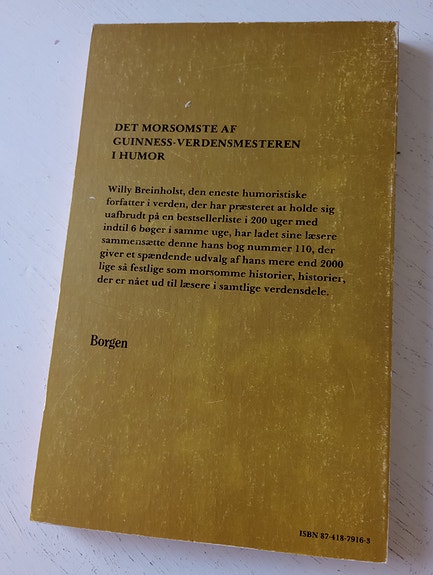 DET MORSOMSTE AF
GUINNESS-VERDENSMESTEREN
I HUMOR
Willy Breinholst, den eneste humoristiske
forfatter i verden, der har præsteret at holde sig
uafbrudt på en bestsellerliste i 200 uger med
indtil 6 bøger i samme uge, har ladet sine læsere
sammensætte denne hans bog nummer 110, der
giver et spændende udvalg af hans mere end 2000
lige så festlige som morsomme historier, historier,
der er nået ud til læsere i samtlige verdensdele.
Borgen
ISBN 87-418-7916-3